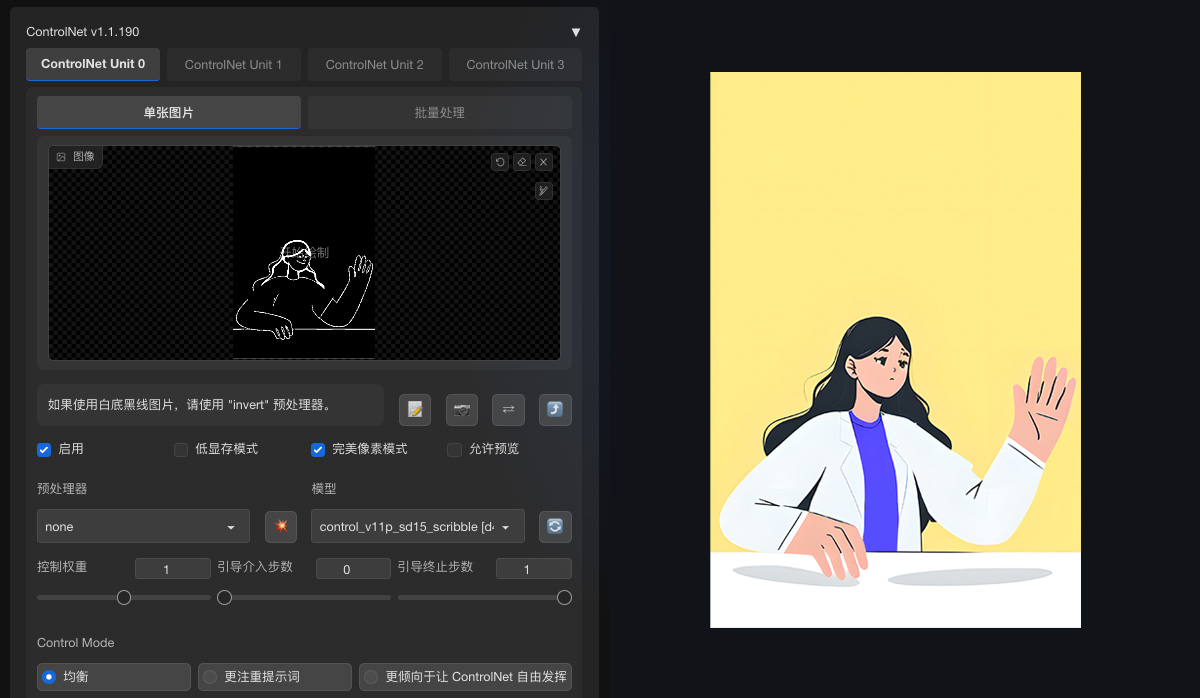 ControlNet v1.1.190
ControlNet Unit 0
ControlNet Unit 1
ControlNet Unit 2
ControlNet Unit 3
单张图片
批量处理
图像
如果使用白底黑线图片，请使用 "invert" 预处理器。
启用
低显存模式
完美像素模式
允许预览
预处理器
模型
none
control_v11p_sd15_scribble
控制权重
1
引导介入步数
0
引导终止步数
1
Control Mode
均衡
更注重提示词
更倾向于让 ControlNet 自由发挥